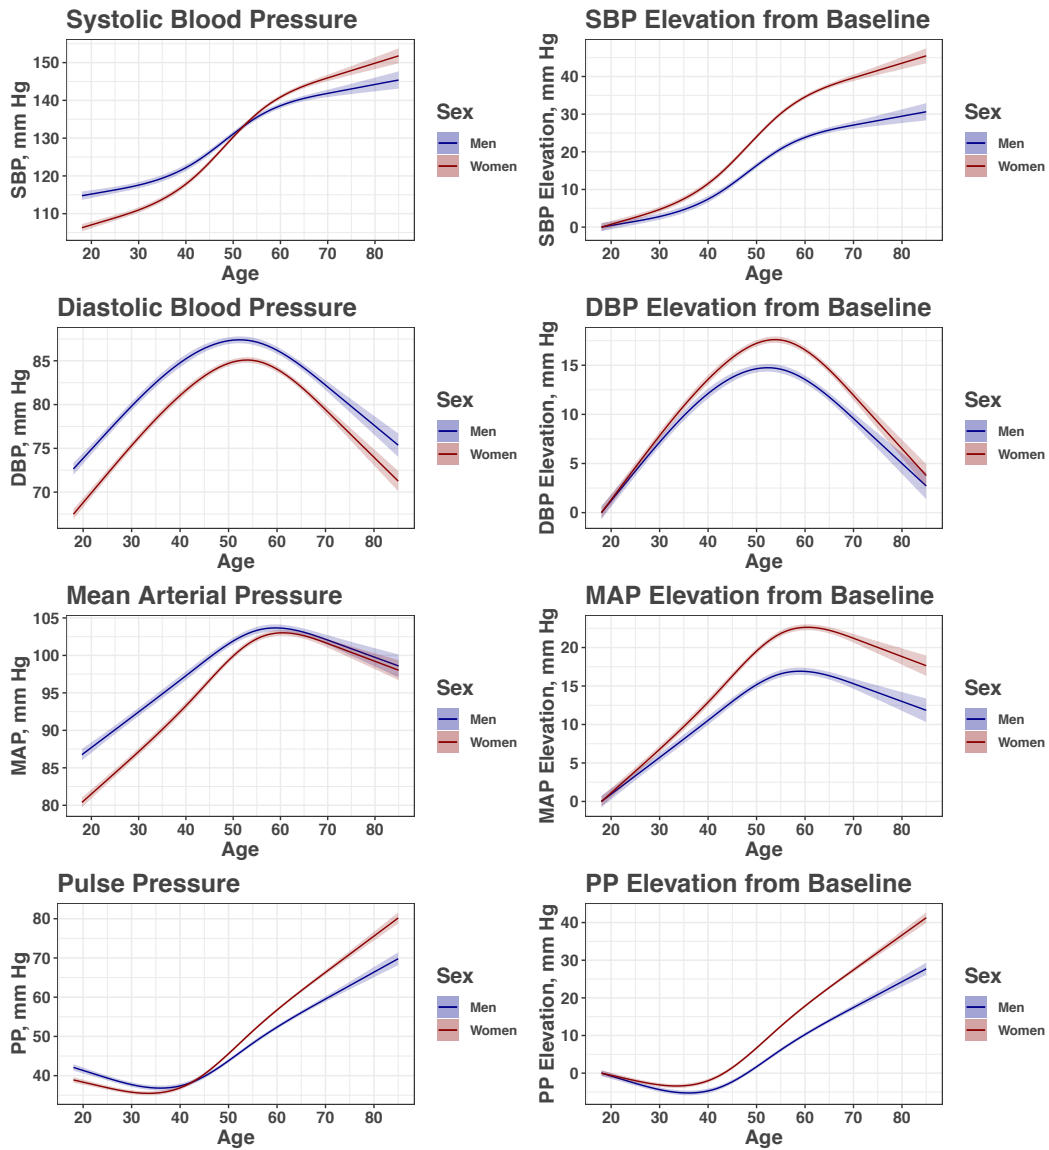 Systolic Blood Pressure
SBP, mm Hg
150
140
130
120
110
20 30 40 50 60 70 80
Age
Sex
Men
Women
SBP Elevation from Baseline
SBP Elevation, mm Hg
40
30
20
10
0
20 30 40 50 60 70 80
Age
Sex
Men
Women
Diastolic Blood Pressure
DBP, mm Hg
85
80
75
70
20 30 40 50 60 70 80
Age
Sex
Men
Women
DBP Elevation from Baseline
DBP Elevation, mm Hg
15
10
5
0
20 30 40 50 60 70 80
Age
Sex
Men
Women
Mean Arterial Pressure
MAP, mm Hg
105
100
95
90
85
80
20 30 40 50 60 70 80
Age
Sex
Men
Women
MAP Elevation from Baseline
MAP Elevation, mm Hg
20
15
10
5
0
20 30 40 50 60 70 80
Age
Sex
Men
Women
Pulse Pressure
PP, mm Hg
80
70
60
50
40
20 30 40 50 60 70 80
Age
Sex
Men
Women
PP Elevation from Baseline
PP Elevation, mm Hg
40
30
20
10
0
20 30 40 50 60 70 80
Age
Sex
Men
Women